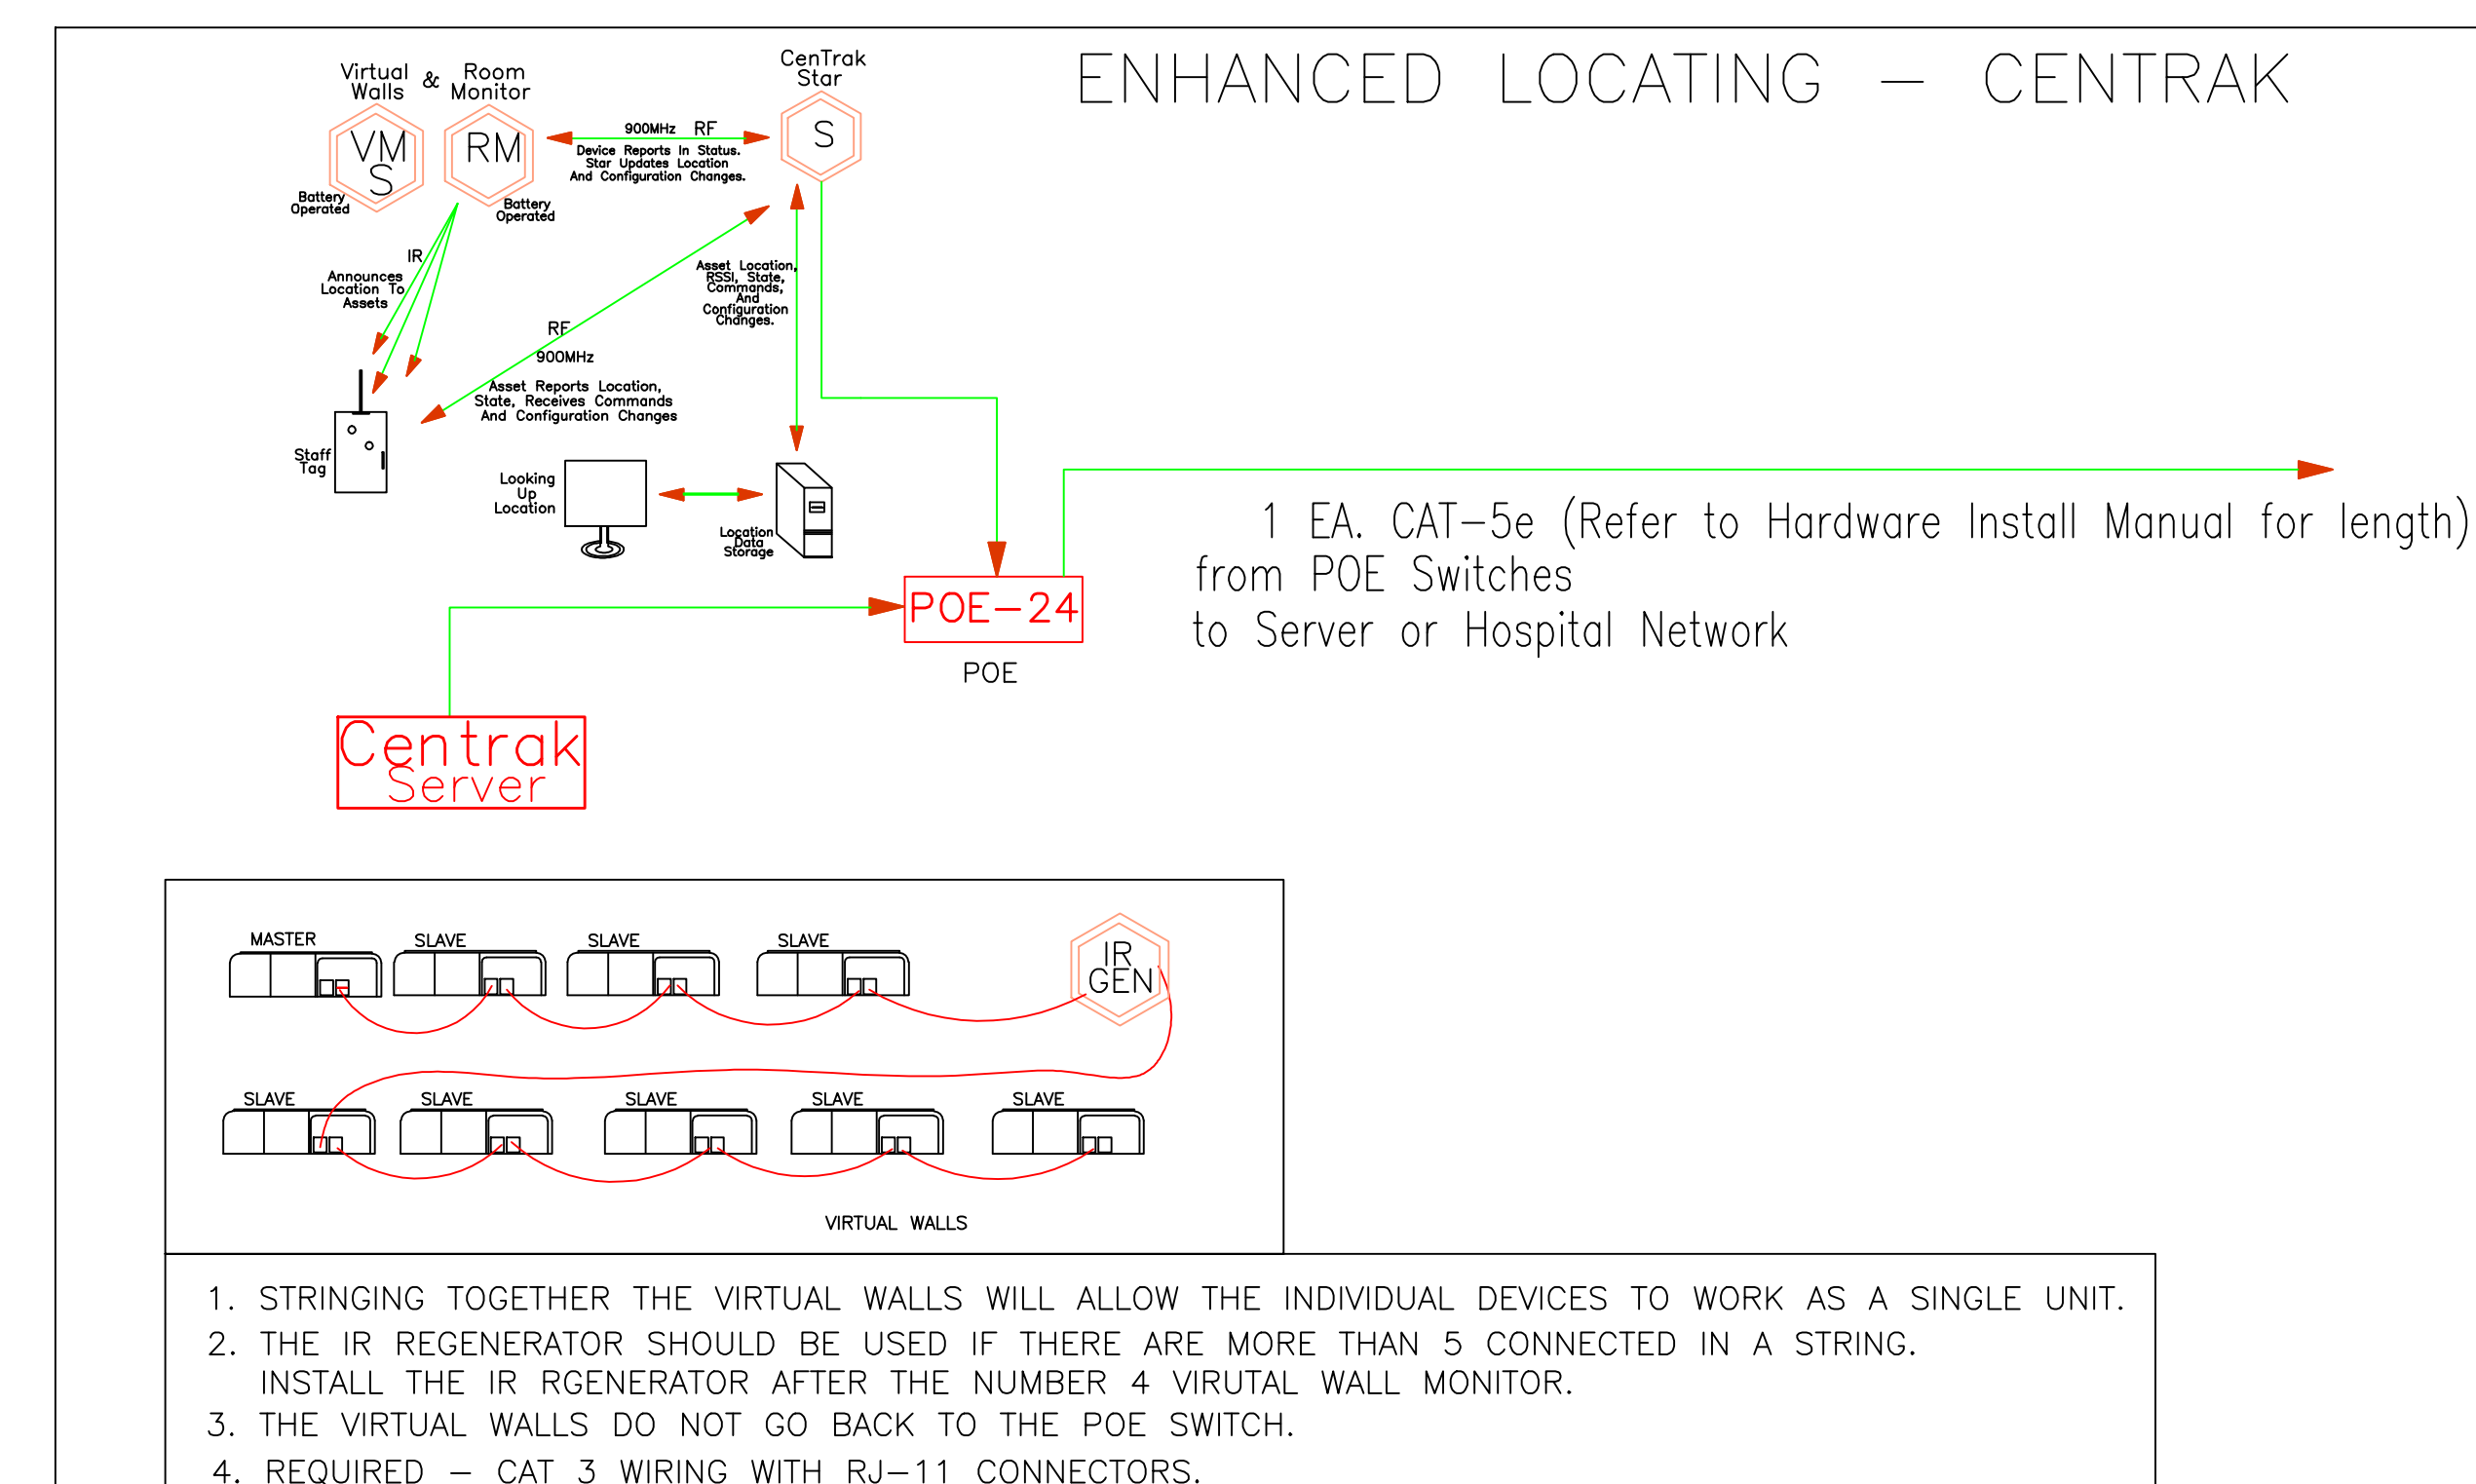 ENHANCED LOCATING - CENTRAK
Virtual
Walls
&
Room
Monitor
CenTrak
Star
VM
S
RM
S
900MHz RF
Device Reports In Status.
Star Updates Location
And Configuration Changes.
Battery
Operated
Battery
Operated
IR
Announces
Location To
Assets
Asset Location,
RSSI, State,
Commands,
And
Configuration
Changes.
RF
900MHz
Asset Reports Location,
State, Receives Commands
And Configuration Changes
Staff
Tag
Looking
Up
Location
Location
Data
Storage
1 EA. CAT-5e (Refer to Hardware Install Manual for length)
from POE Switches
to Server or Hospital Network
POE-24
POE
Centrak
Server
MASTER
SLAVE
SLAVE
SLAVE
IR
GEN
SLAVE
SLAVE
SLAVE
SLAVE
SLAVE
VIRTUAL WALLS
1. STRINGING TOGETHER THE VIRTUAL WALLS WILL ALLOW THE INDIVIDUAL DEVICES TO WORK AS A SINGLE UNIT.
2. THE IR REGENERATOR SHOULD BE USED IF THERE ARE MORE THAN 5 CONNECTED IN A STRING.
INSTALL THE IR RGENERATOR AFTER THE NUMBER 4 VIRUTAL WALL MONITOR.
3. THE VIRTUAL WALLS DO NOT GO BACK TO THE POE SWITCH.
4. REQUIRED - CAT 3 WIRING WITH RJ-11 CONNECTORS.